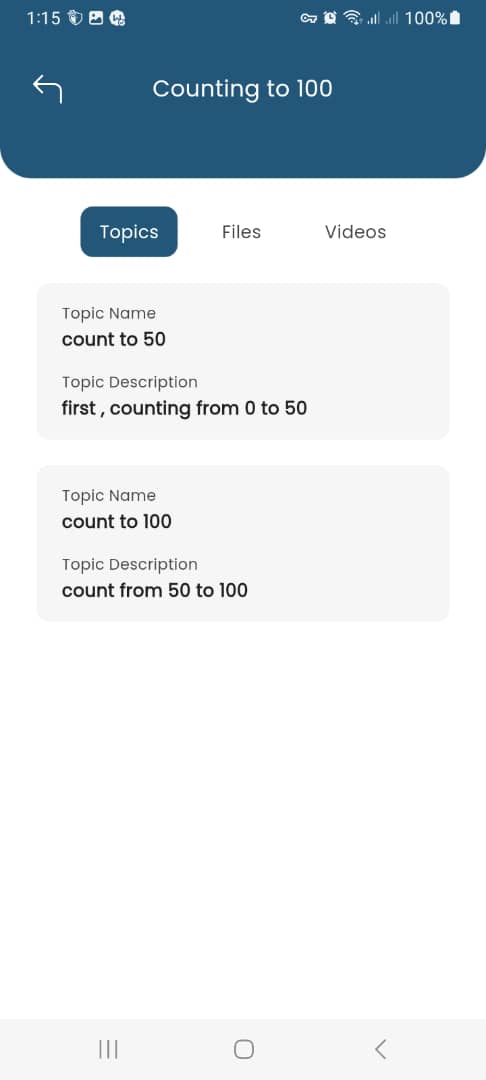 1:15 100%
Counting to 100
Topics Files Videos
Topic Name
count to 50
Topic Description
first , counting from 0 to 50
Topic Name
count to 100
Topic Description
count from 50 to 100